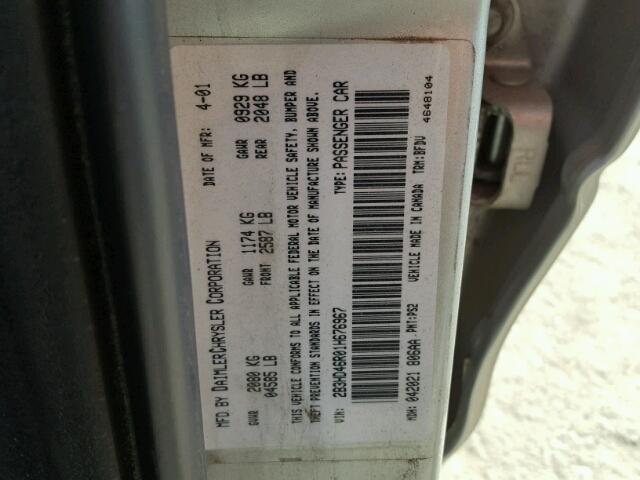 MFD BY DAIMLERCHRYSLER CORPORATION DATE OF MFR: 4-01
GVWR 2080 KG 04585 LB GAWR FRONT 1174 KG 2587 LB GAWR REAR 0929 KG 2048 LB
THIS VEHICLE CONFORMS TO ALL APPLICABLE FEDERAL MOTOR VEHICLE SAFETY, BUMPER AND
THEFT PREVENTION STANDARDS IN EFFECT ON THE DATE OF MANUFACTURE SHOWN ABOVE.
VIN: 2B3HD46R01H676967 TYPE: PASSENGER CAR
MDH: 042021 806AA PNT:PS2 VEHICLE MADE IN CANADA TRM: BFDV
4648104